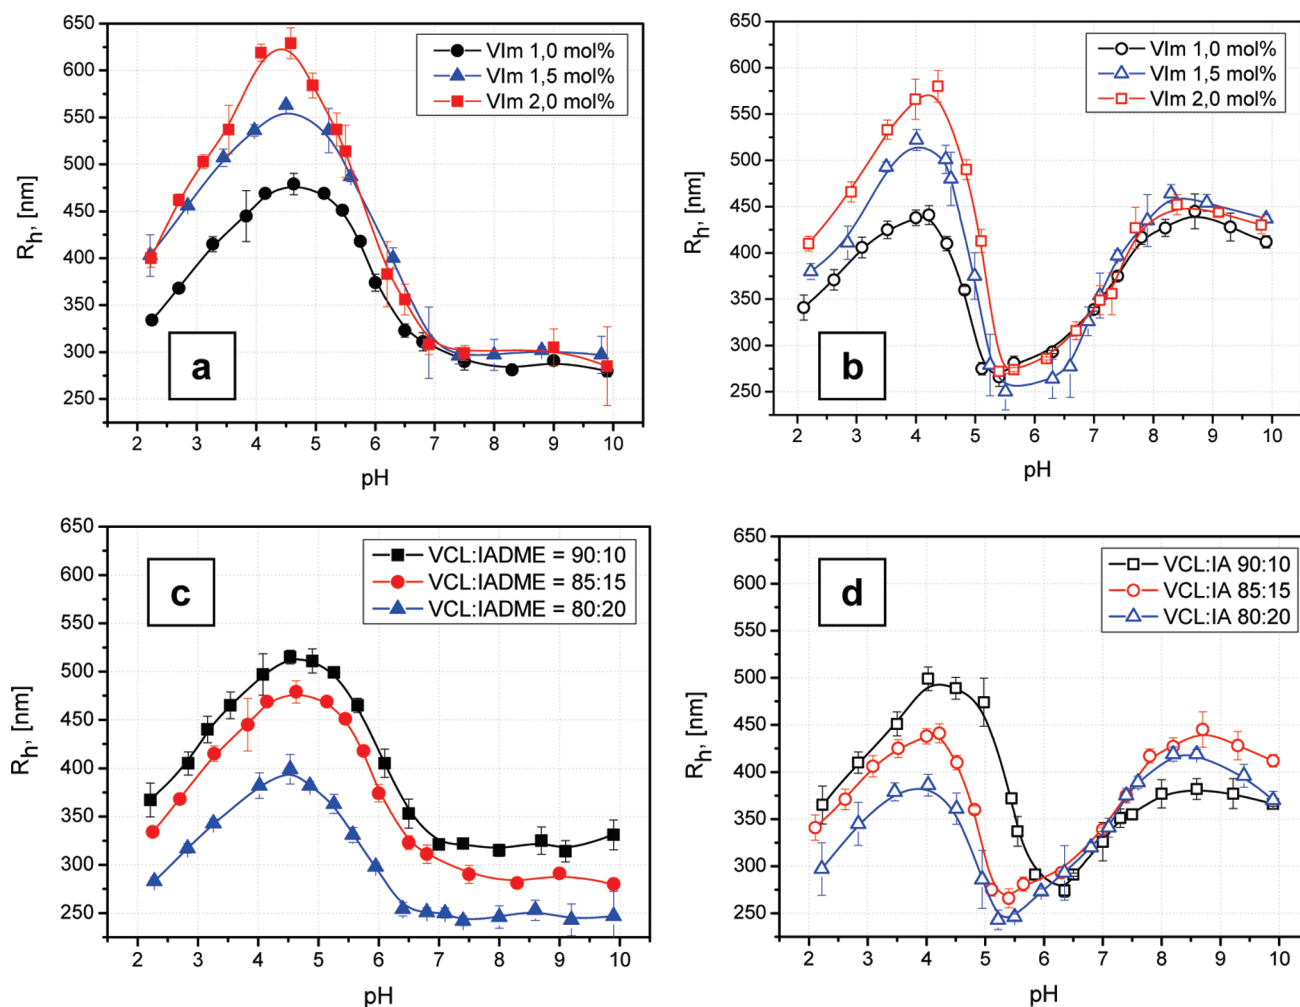 650
600
550
500
450
400
350
300
250
R_h, [nm]
VIm 1,0 mol%
VIm 1,5 mol%
VIm 2,0 mol%
a
2 3 4 5 6 7 8 9 10
pH
650
600
550
500
450
400
350
300
250
R_h, [nm]
VIm 1,0 mol%
VIm 1,5 mol%
VIm 2,0 mol%
b
2 3 4 5 6 7 8 9 10
pH
650
600
550
500
450
400
350
300
250
R_h, [nm]
VCL:IADME = 90:10
VCL:IADME = 85:15
VCL:IADME = 80:20
c
2 3 4 5 6 7 8 9 10
pH
650
600
550
500
450
400
350
300
250
R_h, [nm]
VCL:IA 90:10
VCL:IA 85:15
VCL:IA 80:20
d
2 3 4 5 6 7 8 9 10
pH